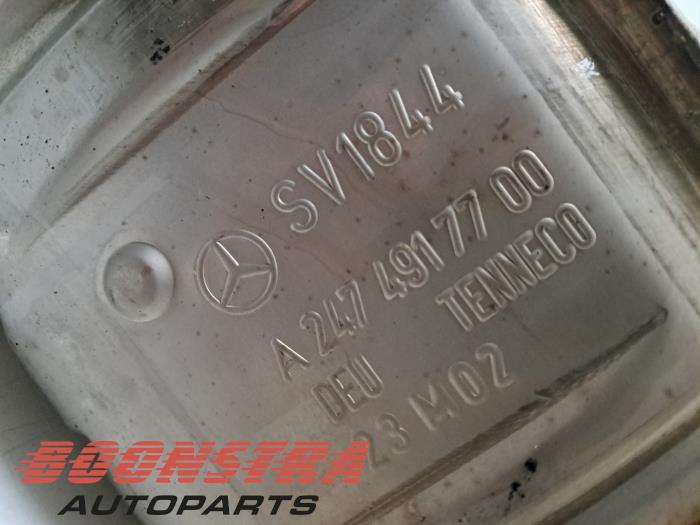 SV1844
A 247 491 77 00
DEU TENNECO
23 M02
BOONSTRA
AUTOPARTS